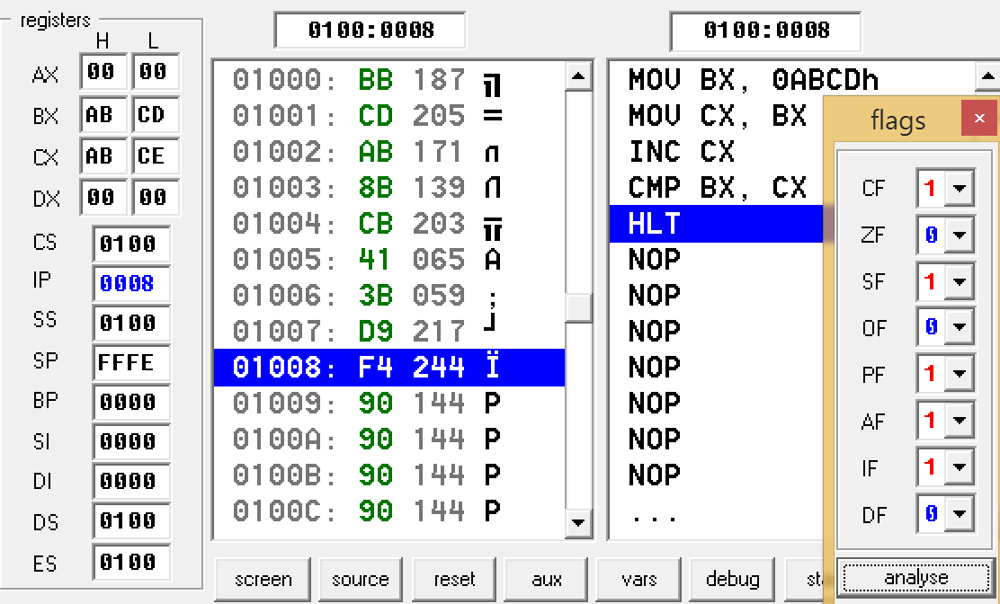 registers
H L
AX 00 00
BX AB CD
CX AB CE
DX 00 00
CS 0100
IP 0008
SS 0100
SP FFFE
BP 0000
SI 0000
DI 0000
DS 0100
ES 0100
0100:0008
01000: BB 187 ╗
01001: CD 205 =
01002: AB 171 п
01003: 8B 139 Л
01004: CB 203 ╦
01005: 41 065 A
01006: 3B 059 ;
01007: D9 217 ┘
01008: F4 244 Ï
01009: 90 144 Р
0100A: 90 144 Р
0100B: 90 144 Р
0100C: 90 144 Р
0100:0008
MOV BX, 0ABCDh
MOV CX, BX
INC CX
CMP BX, CX
HLT
NOP
NOP
NOP
NOP
NOP
NOP
NOP
...
flags ×
CF 1
ZF 0
SF 1
OF 0
PF 1
AF 1
IF 1
DF 0
analyse
screen source reset aux vars debug